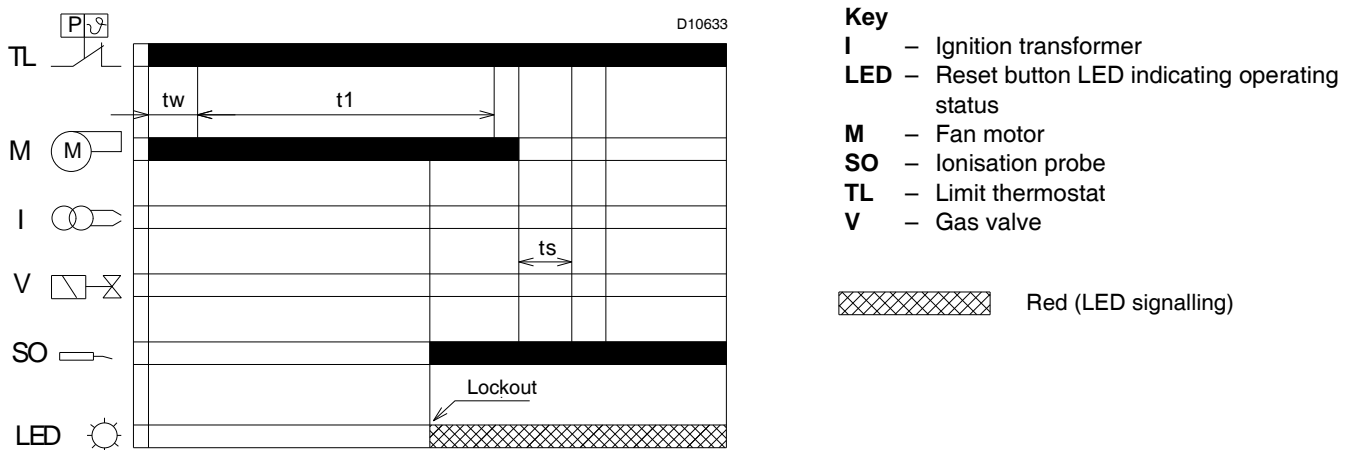 P ϑ
D10633
TL
tw t1
M M
I
ts
V
SO
Lockout
LED
Key
I – Ignition transformer
LED – Reset button LED indicating operating
status
M – Fan motor
SO – Ionisation probe
TL – Limit thermostat
V – Gas valve
Red (LED signalling)